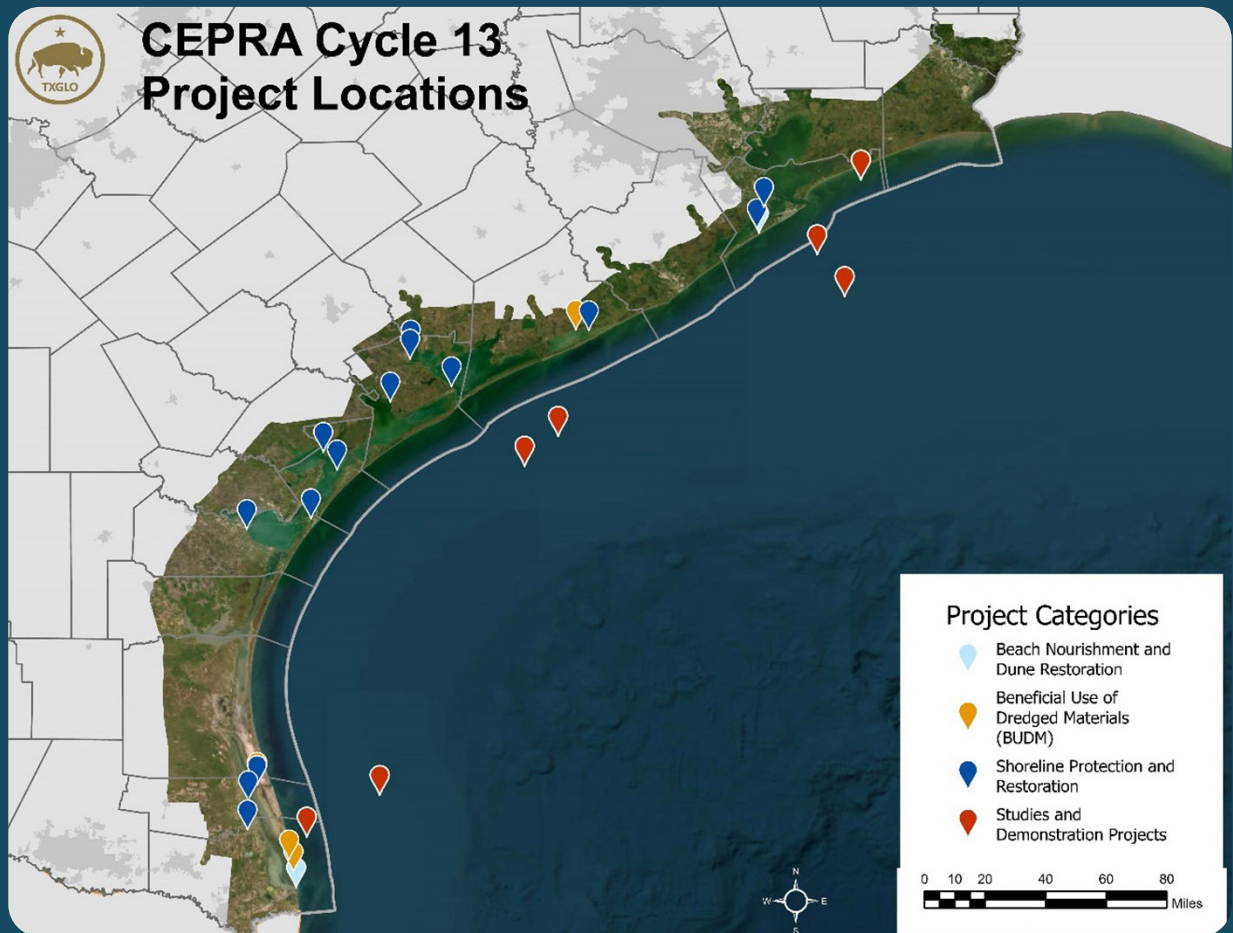 CEPRA Cycle 13
Project Locations
TXGLO
Project Categories
Beach Nourishment and
Dune Restoration
Beneficial Use of
Dredged Materials
(BUDM)
Shoreline Protection and
Restoration
Studies and
Demonstration Projects
N
W E
S
0 10 20 40 60 80
Miles